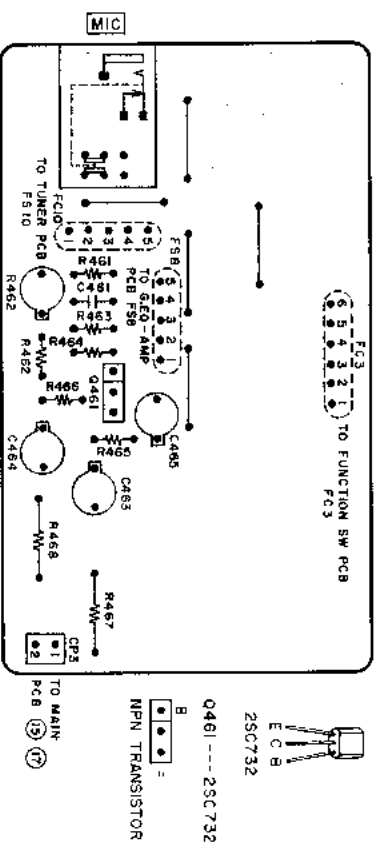 MIC
FC10
1 2 3 4 5
TO TUNER PCB
FS10
FS8
5 4 3 2 1
TO G.EQ AMP
PCB FS8
FC3
6 5 4 3 2 1
TO FUNCTION SW PCB
FC3
R461
C461
R463
R464
R462
R462
R466
Q461
R465
C465
C464
C463
R468
R467
CP3
1
2
TO MAIN
PCB 15 17
E C B
2SC732
Q461 --- 2SC732
B
NPN TRANSISTOR